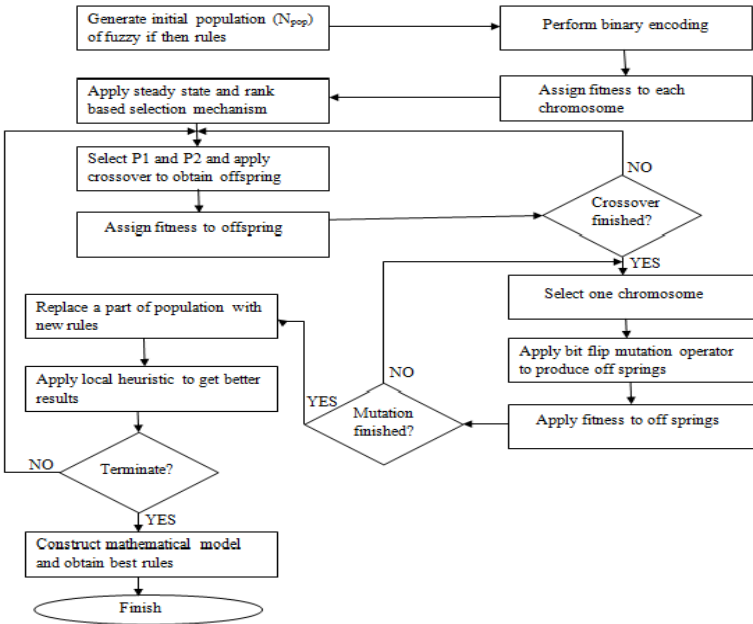 Generate initial population (Npop)
of fuzzy if then rules
Perform binary encoding
Assign fitness to each
chromosome
Apply steady state and rank
based selection mechanism
Select P1 and P2 and apply
crossover to obtain offspring
NO
Crossover
finished?
Assign fitness to offspring
YES
Select one chromosome
Replace a part of population with
new rules
Apply bit flip mutation operator
to produce off springs
NO
Apply local heuristic to get better
results
YES
Mutation
finished?
Apply fitness to off springs
NO
Terminate?
YES
Construct mathematical model
and obtain best rules
Finish